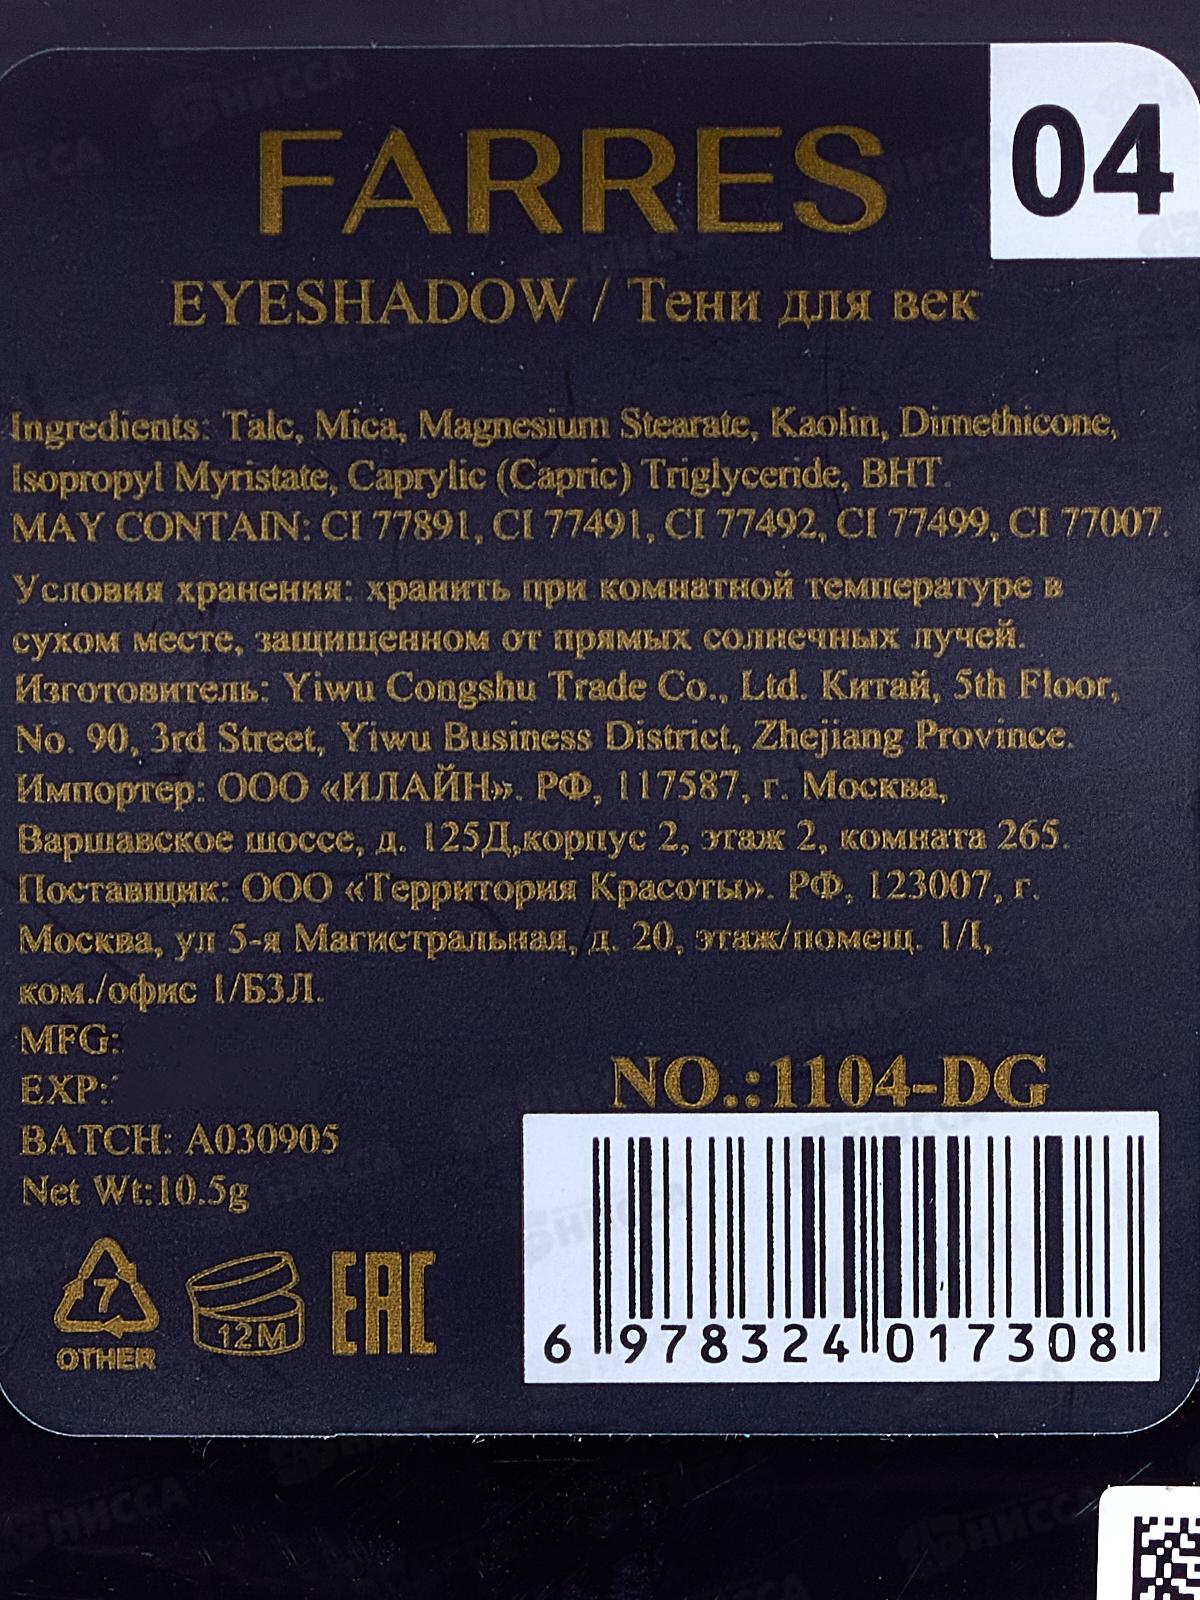 04
FARRES
EYESHADOW / Тени для век
Ingredients: Talc, Mica, Magnesium Stearate, Kaolin, Dimethicone,
Isopropyl Myristate, Caprylic (Capric) Triglyceride, BHT.
MAY CONTAIN: CI 77891, CI 77491, CI 77492, CI 77499, CI 77007.
Условия хранения: хранить при комнатной температуре в
сухом месте, защищенном от прямых солнечных лучей.
Изготовитель: Yiwu Congshu Trade Co., Ltd. Китай, 5th Floor,
No. 90, 3rd Street, Yiwu Business District, Zhejiang Province.
Импортер: ООО «ИЛАЙН». РФ, 117587, г. Москва,
Варшавское шоссе, д. 125Д,корпус 2, этаж 2, комната 265.
Поставщик: ООО «Территория Красоты». РФ, 123007, г.
Москва, ул 5-я Магистральная, д. 20, этаж/помещ. 1/I,
ком./офис 1/БЗЛ.
MFG:
EXP:
BATCH: A030905
Net Wt:10.5g
NO.:1104-DG
7
OTHER
12M
EAC
6 978324 017308